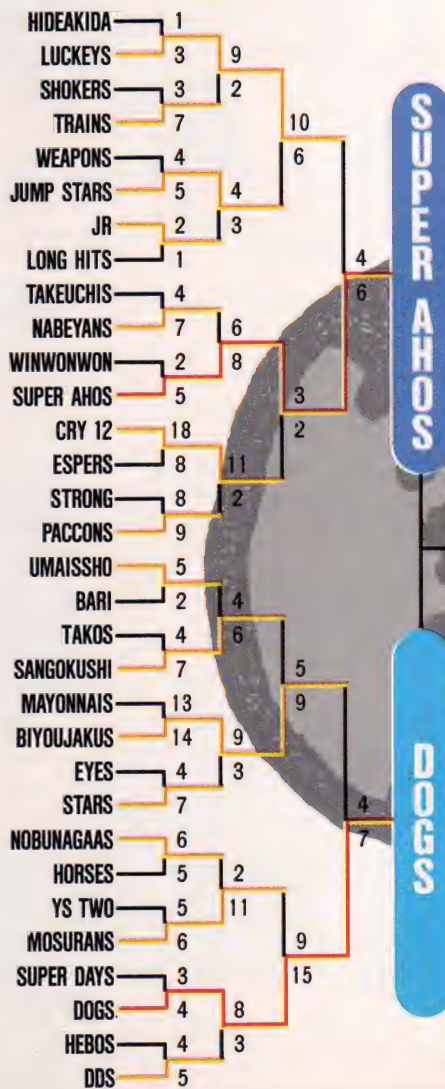 HIDEAKIDA 1
LUCKEYS 3
9
SHOKERS 3
2
TRAINS 7
10
WEAPONS 4
6
JUMP STARS 5
4
JR 2
3
LONG HITS 1
4
6
TAKEUCHIS 4
NABEYANS 7
6
WINWONWON 2
8
SUPER AHOS 5
3
CRY 12 18
2
ESPERS 8
11
STRONG 8
2
PACCONS 9
UMAISSHO 5
BARI 2
4
TAKOS 4
6
SANGOKUSHI 7
5
MAYONNAIS 13
9
BIYOUJAKUS 14
9
EYES 4
3
STARS 7
4
7
NOBUNAGAAS 6
HORSES 5
2
YS TWO 5
11
MOSURANS 6
9
SUPER DAYS 3
15
DOGS. 4
8
HEBOS 4
3
DDS 5
SUPER AHOS
DOGS